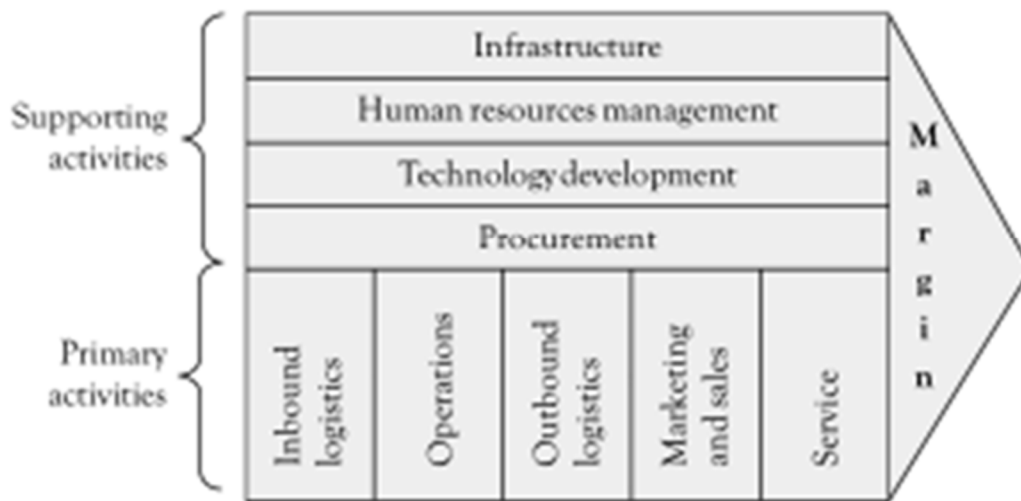 Supporting
activities
Infrastructure
Human resources management
Technology development
Procurement
Primary
activities
Inbound
logistics
Operations
Outbound
logistics
Marketing
and sales
Service
Margin